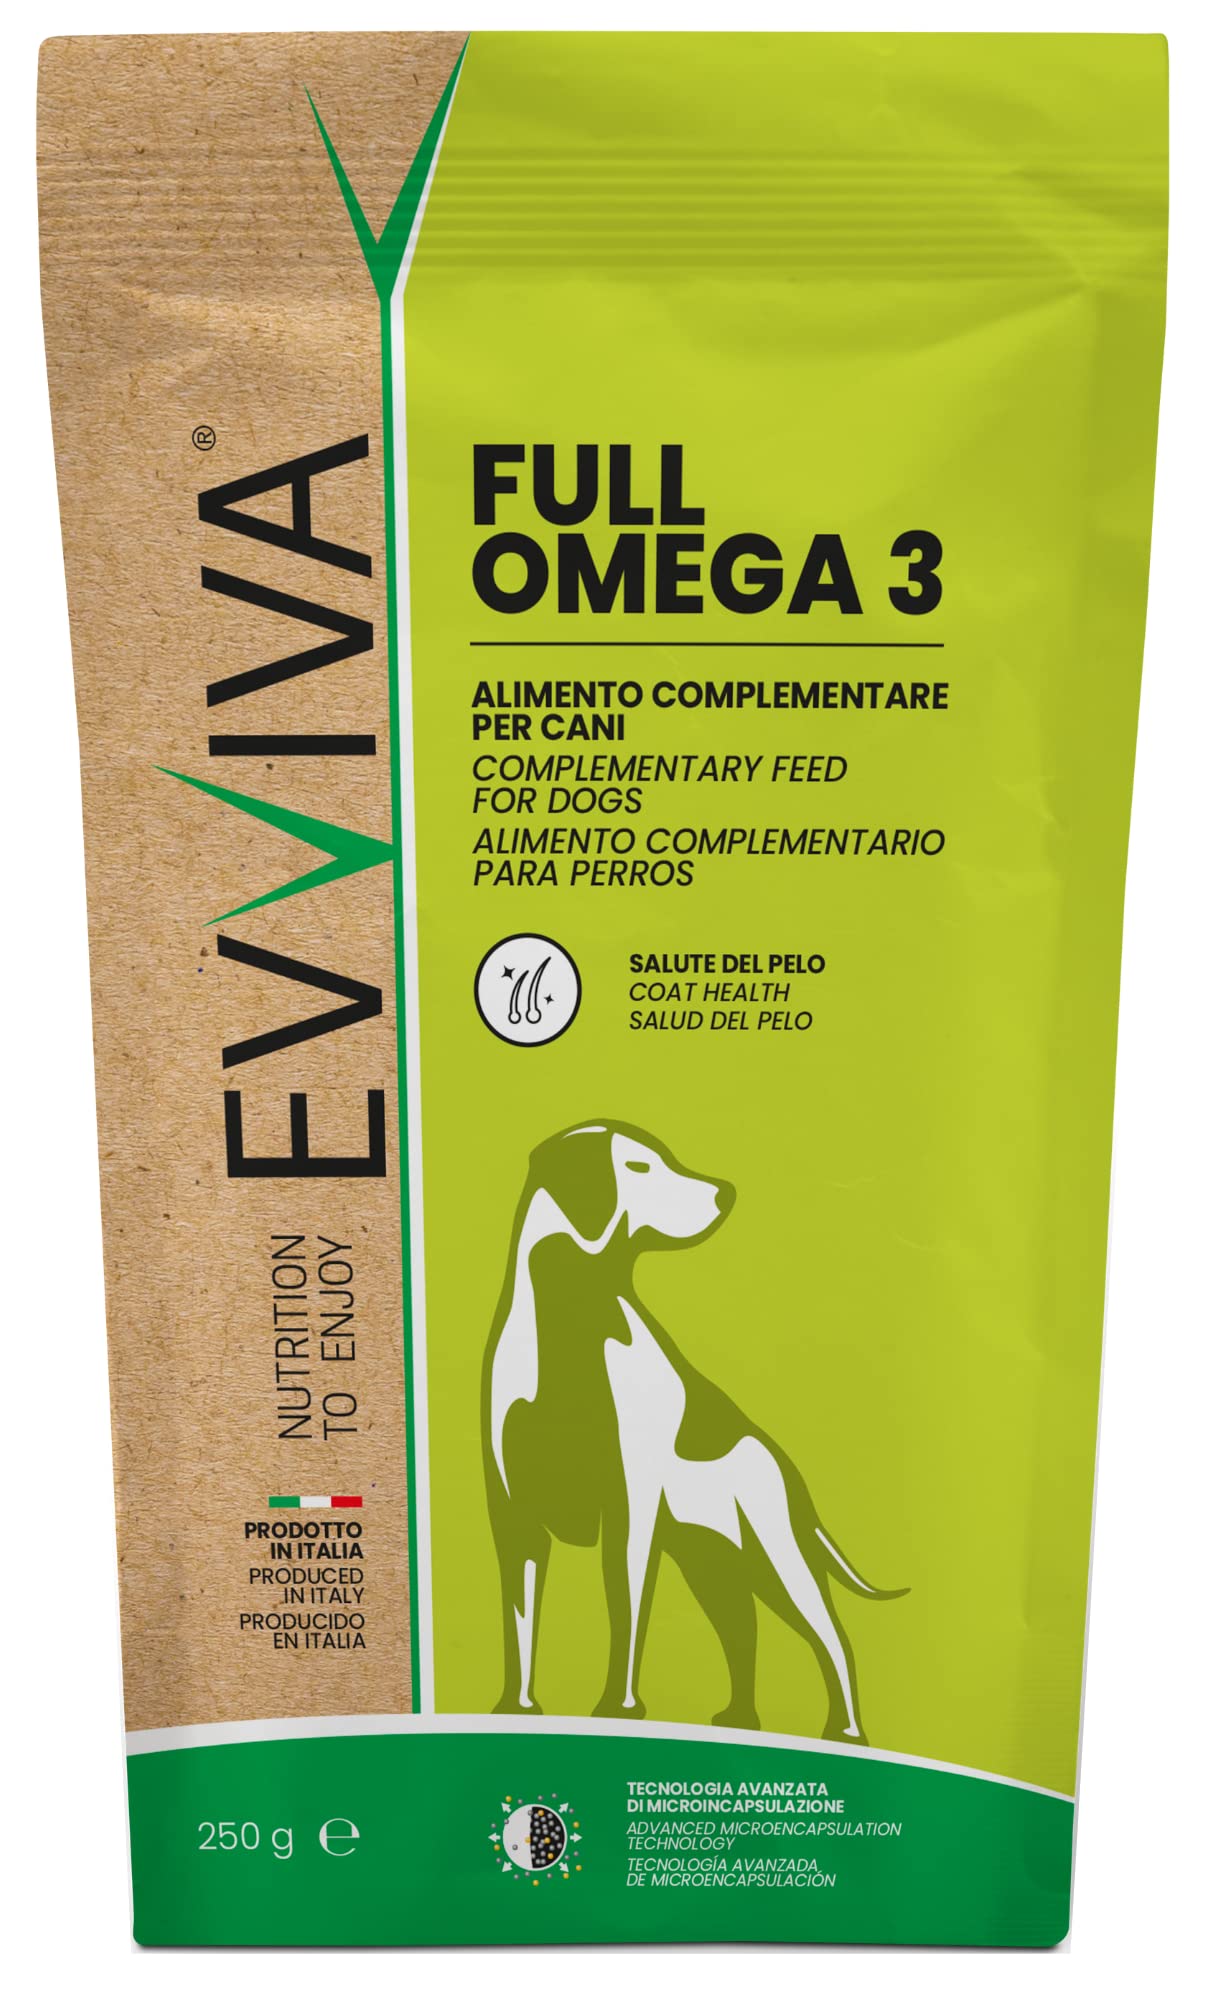 EVVIVA®
NUTRITION
TO ENJOY
PRODOTTO
IN ITALIA
PRODUCED
IN ITALY
PRODUCIDO
EN ITALIA
FULL
OMEGA 3
ALIMENTO COMPLEMENTARE
PER CANI
COMPLEMENTARY FEED
FOR DOGS
ALIMENTO COMPLEMENTARIO
PARA PERROS
SALUTE DEL PELO
COAT HEALTH
SALUD DEL PELO
250 g ℮
TECNOLOGIA AVANZATA
DI MICROINCAPSULAZIONE
ADVANCED MICROENCAPSULATION
TECHNOLOGY
TECNOLOGÍA AVANZADA
DE MICROENCAPSULACIÓN